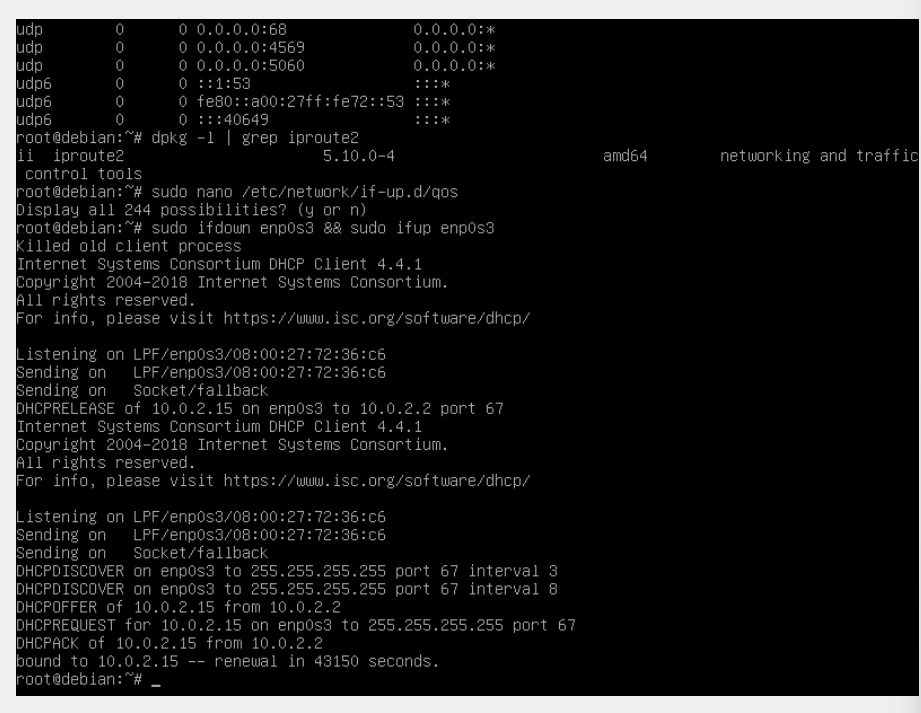 udp 0 0 0.0.0.0:68 0.0.0.0:*
udp 0 0 0.0.0.0:4569 0.0.0.0:*
udp 0 0 0.0.0.0:5060 0.0.0.0:*
udp6 0 0 ::1:53 :::*
udp6 0 0 fe80::a00:27ff:fe72::53 :::*
udp6 0 0 :::40649 :::*
root@debian:~# dpkg -l | grep iproute2
ii iproute2 5.10.0-4 amd64 networking and traffic
control tools
root@debian:~# sudo nano /etc/network/if-up.d/qos
Display all 244 possibilities? (y or n)
root@debian:~# sudo ifdown enp0s3 && sudo ifup enp0s3
Killed old client process
Internet Systems Consortium DHCP Client 4.4.1
Copyright 2004-2018 Internet Systems Consortium.
All rights reserved.
For info, please visit https://www.isc.org/software/dhcp/
Listening on LPF/enp0s3/08:00:27:72:36:c6
Sending on LPF/enp0s3/08:00:27:72:36:c6
Sending on Socket/fallback
DHCPRELEASE of 10.0.2.15 on enp0s3 to 10.0.2.2 port 67
Internet Systems Consortium DHCP Client 4.4.1
Copyright 2004-2018 Internet Systems Consortium.
All rights reserved.
For info, please visit https://www.isc.org/software/dhcp/
Listening on LPF/enp0s3/08:00:27:72:36:c6
Sending on LPF/enp0s3/08:00:27:72:36:c6
Sending on Socket/fallback
DHCPDISCOVER on enp0s3 to 255.255.255.255 port 67 interval 3
DHCPDISCOVER on enp0s3 to 255.255.255.255 port 67 interval 8
DHCPOFFER of 10.0.2.15 from 10.0.2.2
DHCPREQUEST for 10.0.2.15 on enp0s3 to 255.255.255.255 port 67
DHCPACK of 10.0.2.15 from 10.0.2.2
bound to 10.0.2.15 -- renewal in 43150 seconds.
root@debian:~# _